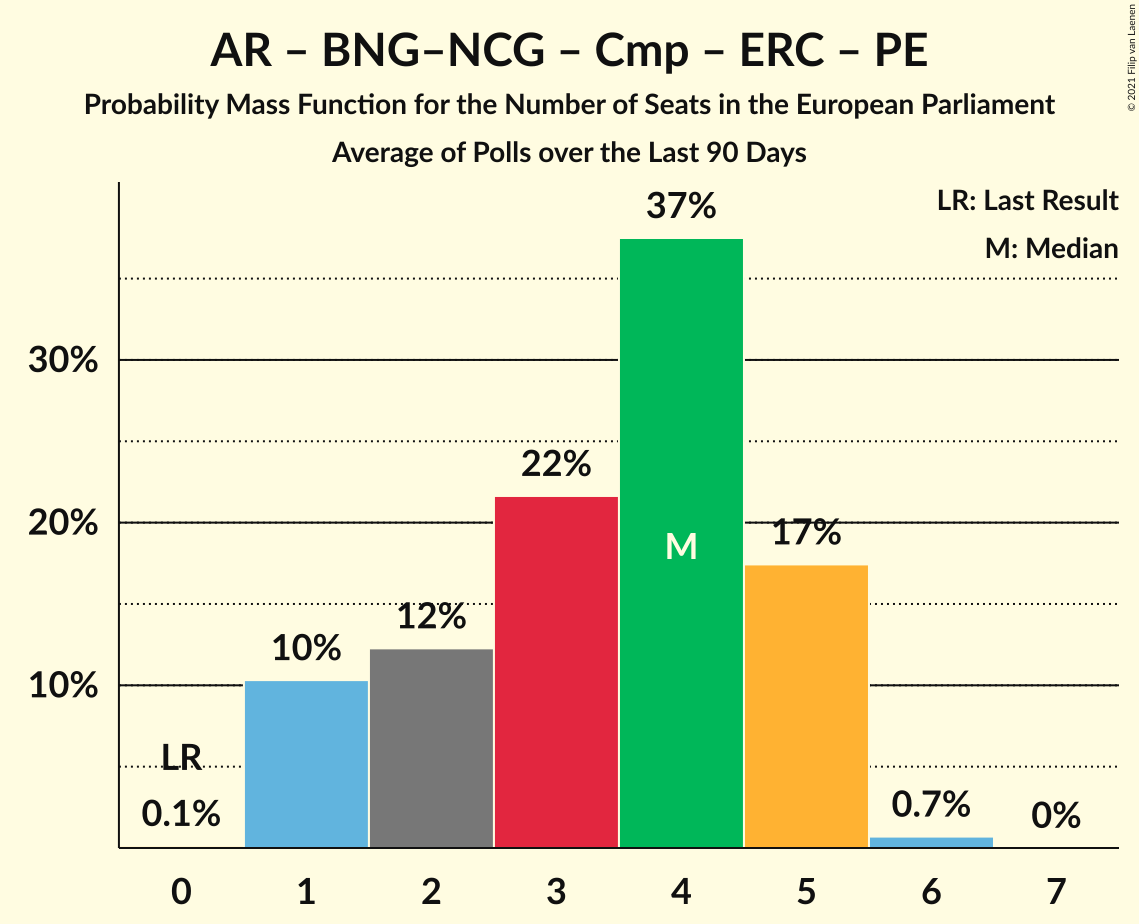 AR – BNG–NCG – Cmp – ERC – PE
Probability Mass Function for the Number of Seats in the European Parliament
Average of Polls over the Last 90 Days
© 2021 Filip van Laenen
LR: Last Result
M: Median
30%
20%
10%
LR
0.1%
10%
12%
22%
37%
M
17%
0.7%
0%
0 1 2 3 4 5 6 7